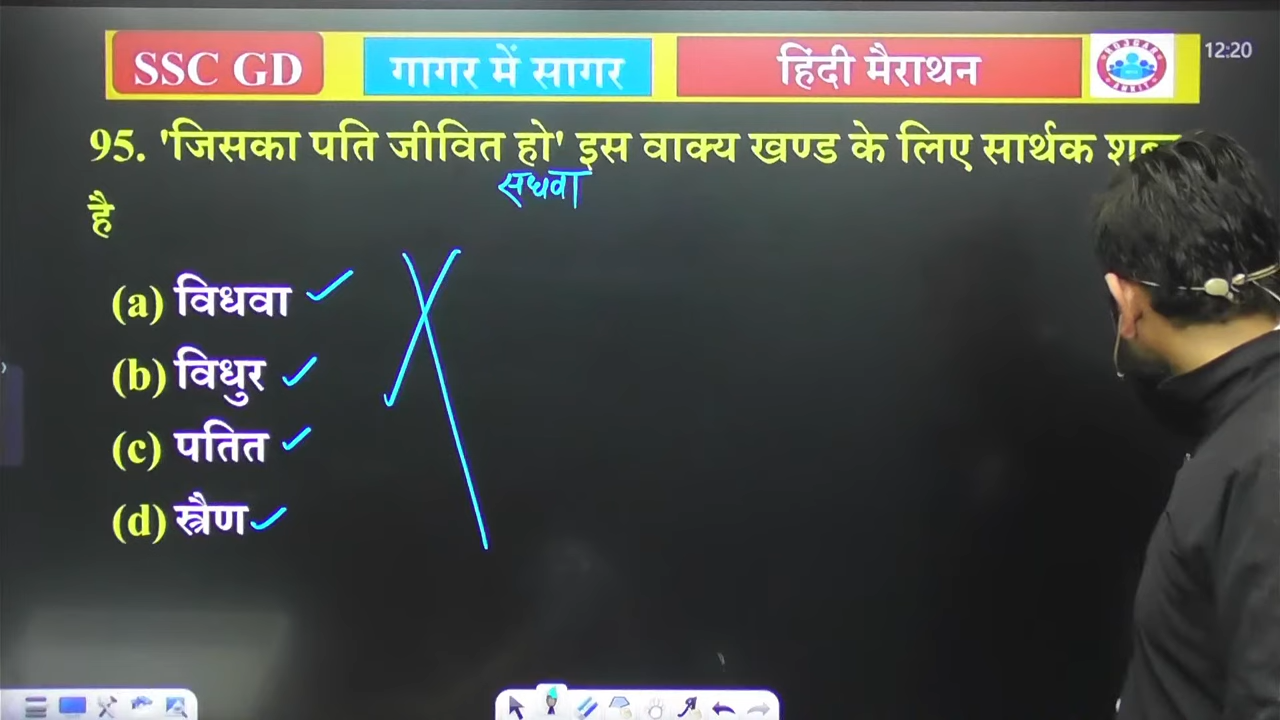 SSC GD गागर में सागर हिंदी मैराथन
12:20
95. 'जिसका पति जीवित हो' इस वाक्य खण्ड के लिए सार्थक
सधवा
है
(a) विधवा
(b) विधुर
(c) पतित
(d) स्त्रैण